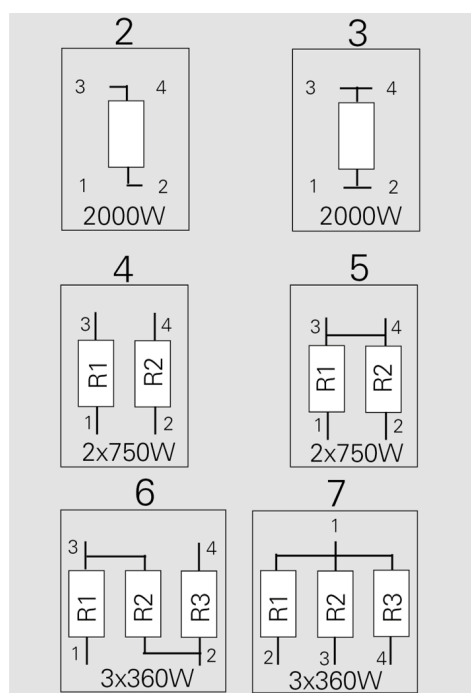 2 3
3 4 3 4
1 2 1 2
2000W 2000W
4 5
3 4 3 4
R1 R2 R1 R2
1 2 1 2
2x750W 2x750W
6 7
3 4 1
R1 R2 R3 R1 R2 R3
1 2 2 3 4
3x360W 3x360W